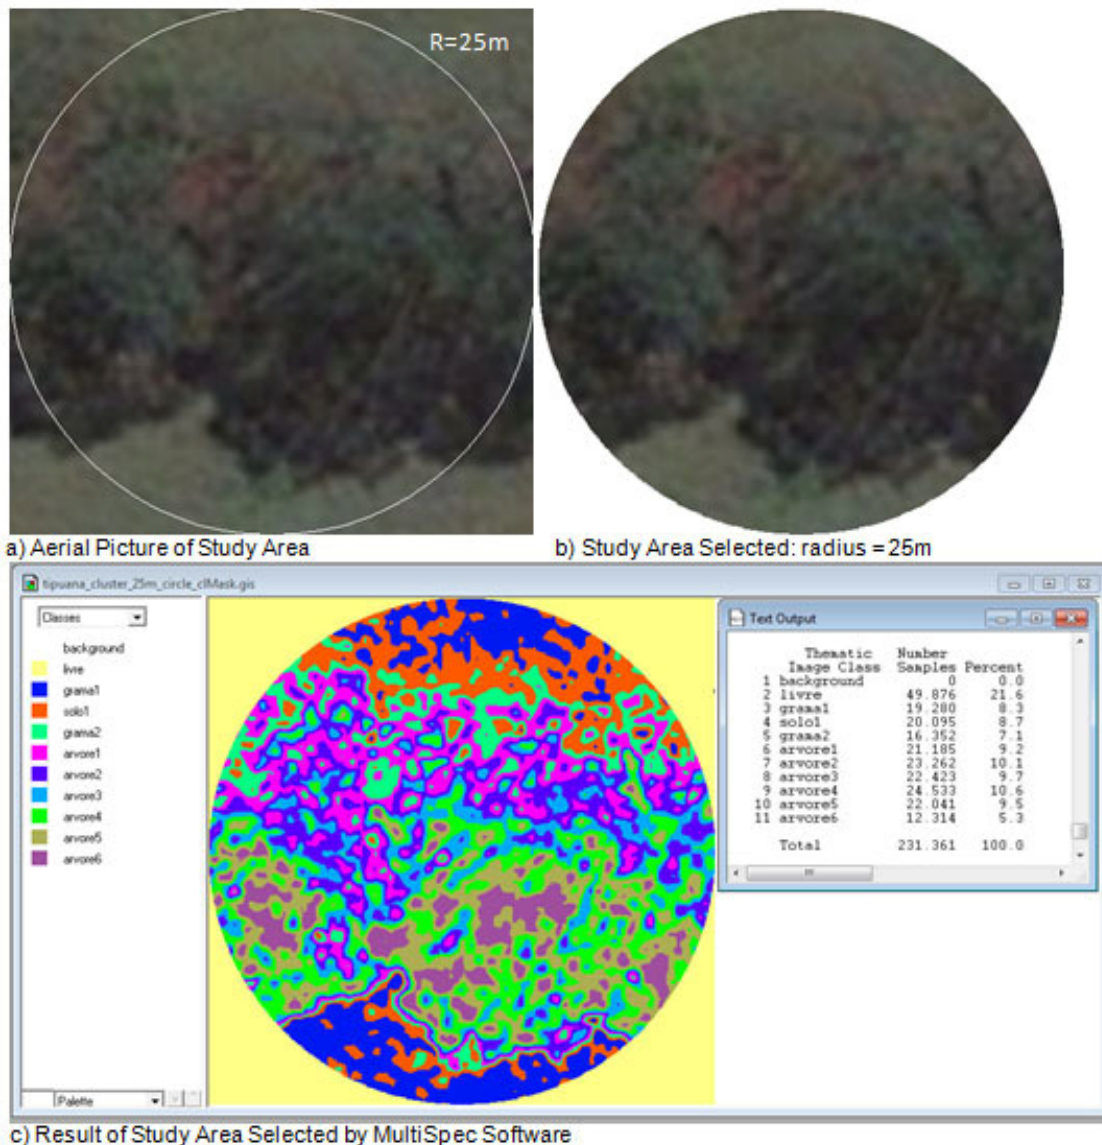 R=25m
a) Aerial Picture of Study Area
b) Study Area Selected: radius = 25m
tipuana_cluster_25m_circle_clMask.gis
Classes
background
livre
grama1
solo1
grama2
arvore1
arvore2
arvore3
arvore4
arvore5
arvore6
Palette
Text Output
Thematic Number
Image Class Samples Percent
1 background 0 0.0
2 livre 49.876 21.6
3 grama1 19.280 8.3
4 solo1 20.095 8.7
5 grama2 16.352 7.1
6 arvore1 21.185 9.2
7 arvore2 23.262 10.1
8 arvore3 22.423 9.7
9 arvore4 24.533 10.6
10 arvore5 22.041 9.5
11 arvore6 12.314 5.3
Total 231.361 100.0
c) Result of Study Area Selected by MultiSpec Software